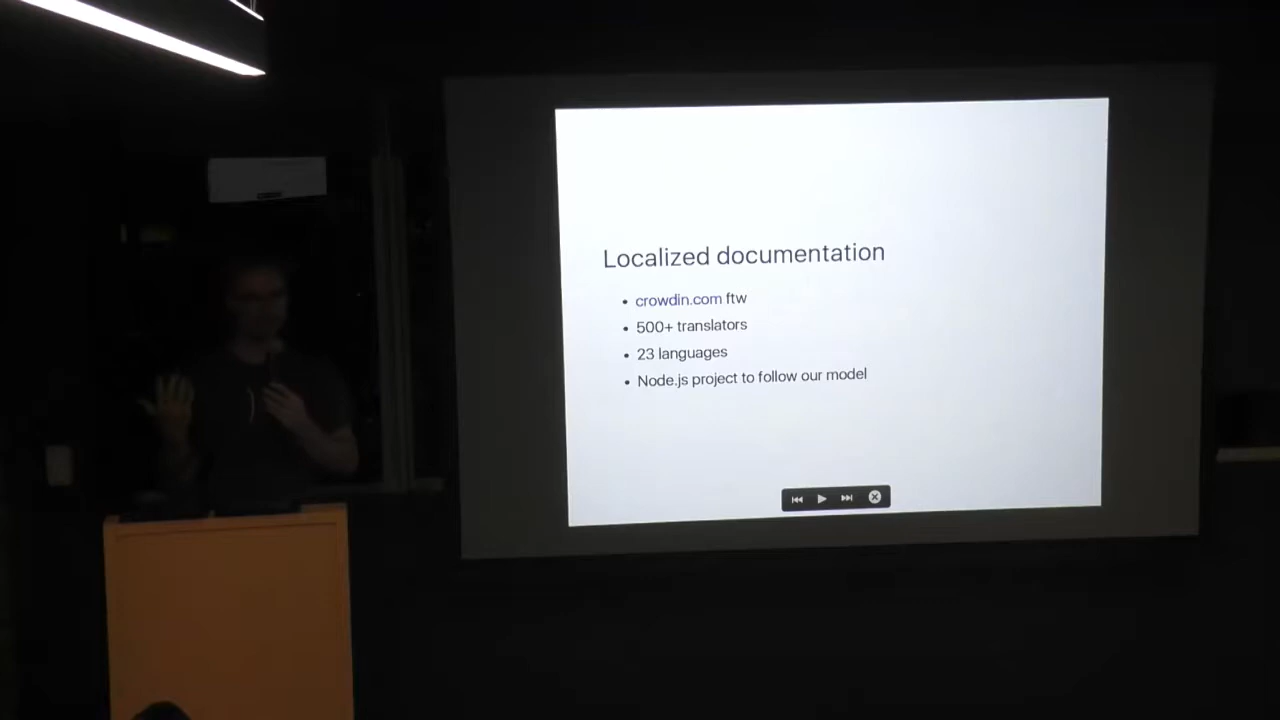 Localized documentation
• crowdin.com ftw
• 500+ translators
• 23 languages
• Node.js project to follow our model